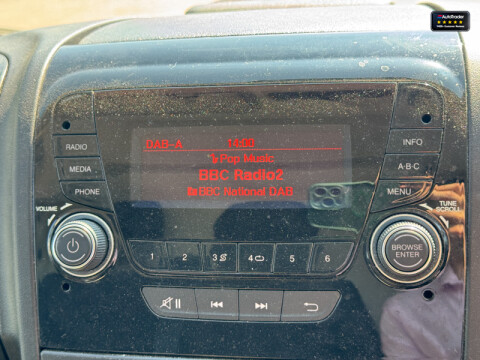 AutoTrader
RADIO
MEDIA
PHONE
VOLUME
DAB-A 14:00
Pop Music
BBC Radio2
BBC National DAB
INFO
A-B-C
MENU
TUNE
SCROLL
BROWSE
ENTER
1 2 3 4 5 6